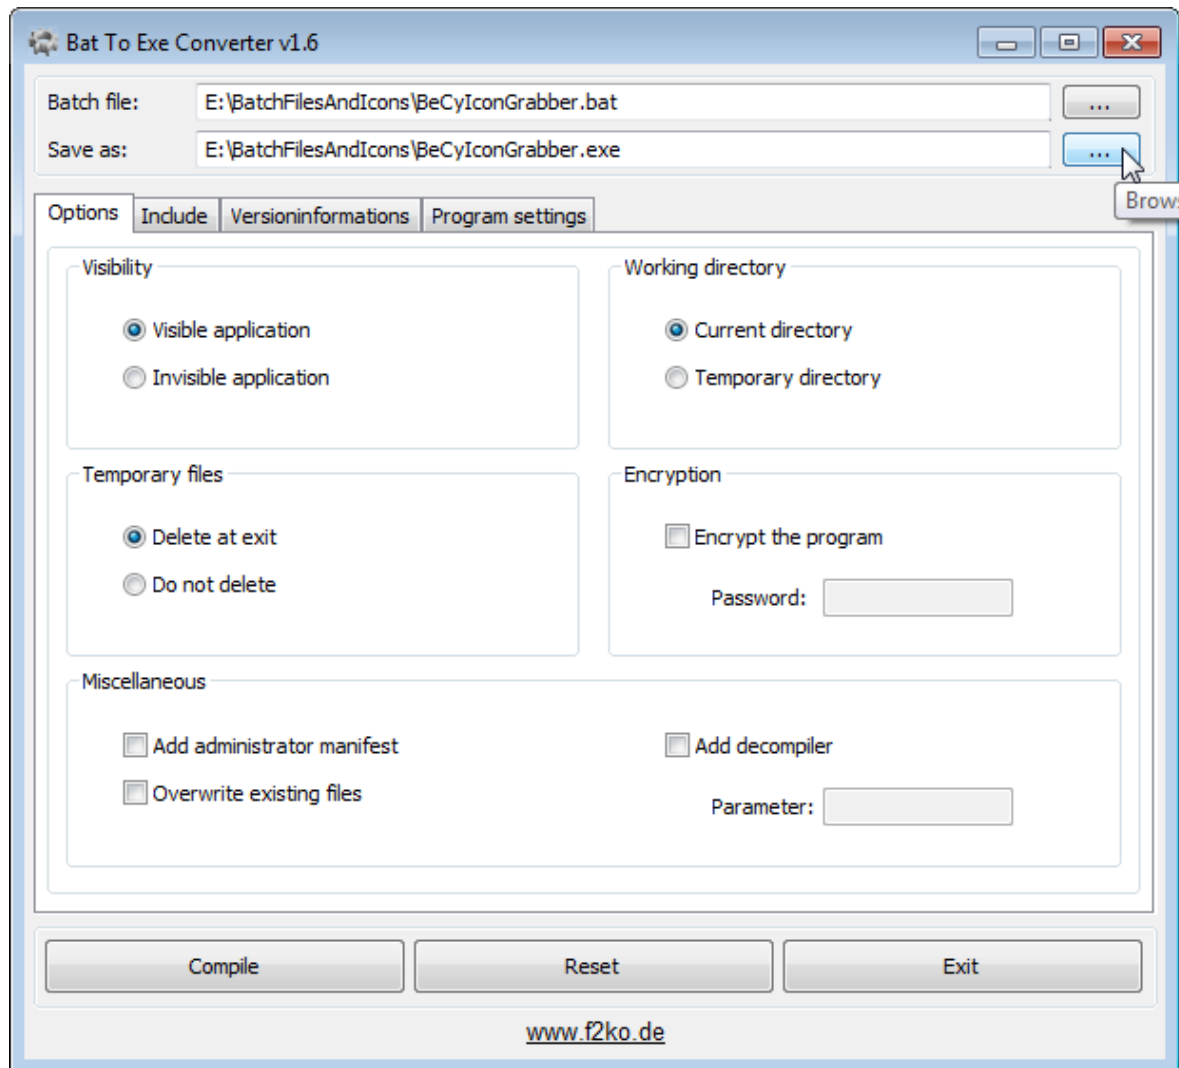 Bat To Exe Converter v1.6
Batch file: E:\BatchFilesAndIcons\BeCyIconGrabber.bat ...
Save as: E:\BatchFilesAndIcons\BeCyIconGrabber.exe ...
Brows
Options Include Versioninformations Program settings
Visibility Working directory
Visible application Current directory
Invisible application Temporary directory
Temporary files Encryption
Delete at exit Encrypt the program
Do not delete Password:
Miscellaneous
Add administrator manifest Add decompiler
Overwrite existing files Parameter:
Compile Reset Exit
www.f2ko.de